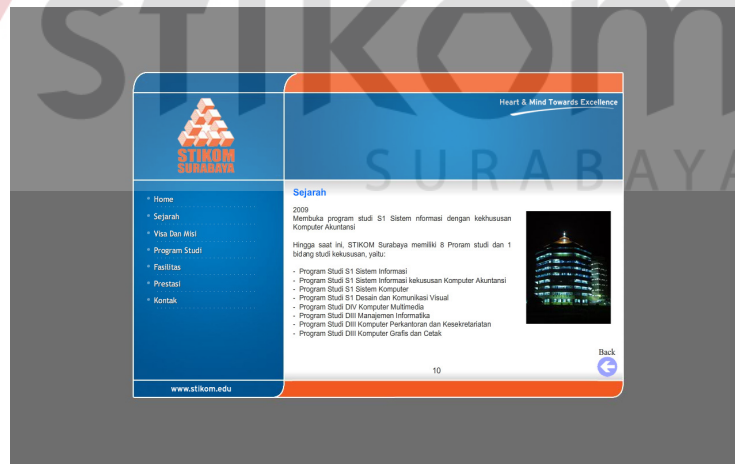 STIKOM
SURABAYA
Heart & Mind Towards Excellence
STIKOM
SURABAYA
Home
Sejarah
Visa Dan Misi
Program Studi
Fasilitas
Prestasi
Kontak
www.stikom.edu
Sejarah
2009
Membuka program studi S1 Sistem nformasi dengan kekhususan
Komputer Akuntansi
Hingga saat ini, STIKOM Surabaya memiliki 8 Proram studi dan 1
bidang studi kekususan, yaitu:
- Program Studi S1 Sistem Informasi
- Program Studi S1 Sistem Informasi kekususan Komputer Akuntansi
- Program Studi S1 Sistem Komputer
- Program Studi S1 Desain dan Komunikasi Visual
- Program Studi DIV Komputer Multimedia
- Program Studi DIII Manajemen Informatika
- Program Studi DIII Komputer Perkantoran dan Kesekretariatan
- Program Studi DIII Komputer Grafis dan Cetak
Back
10